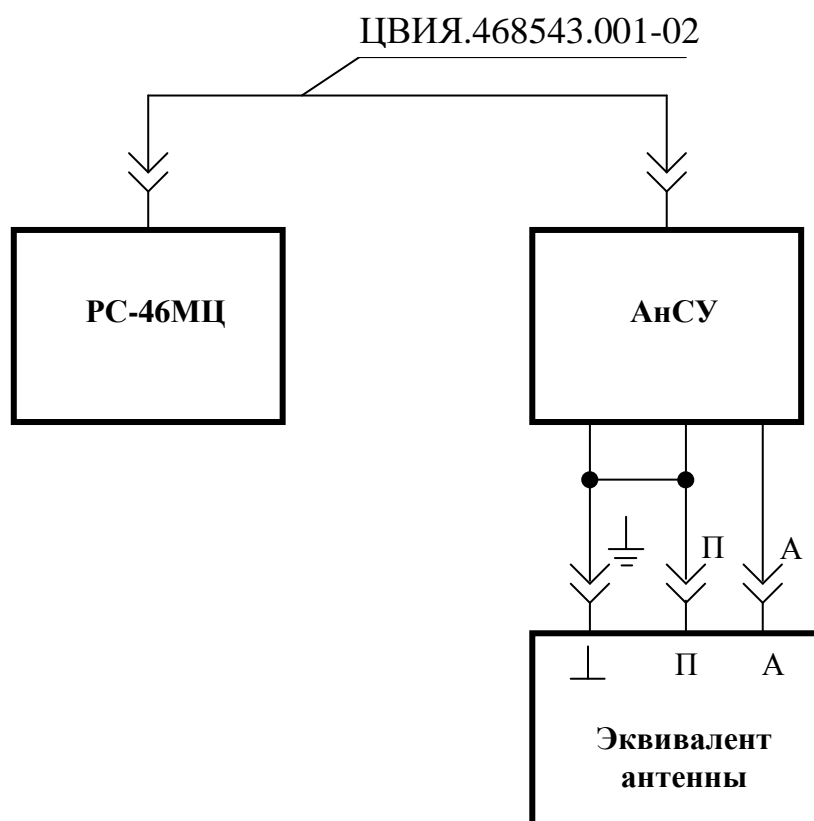 ЦВИЯ.468543.001-02
РС-46МЦ
АнСУ
П
А
П
А
Эквивалент
антенны